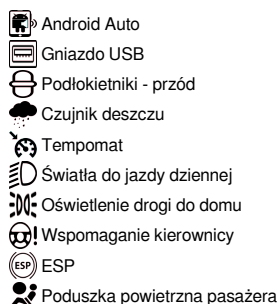 Android Auto
Gniazdo USB
Podłokietniki - przód
Czujnik deszczu
Tempomat
Światła do jazdy dziennej
Oświetlenie drogi do domu
Wspomaganie kierownicy
ESP ESP
Poduszka powietrzna pasażera